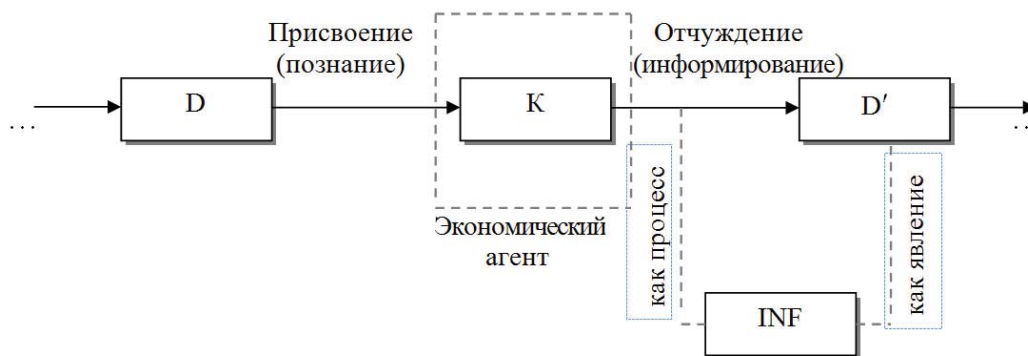 Присвоение
(познание)
Отчуждение
(информирование)
...
D
К
D′
...
Экономический
агент
как процесс
как явление
INF